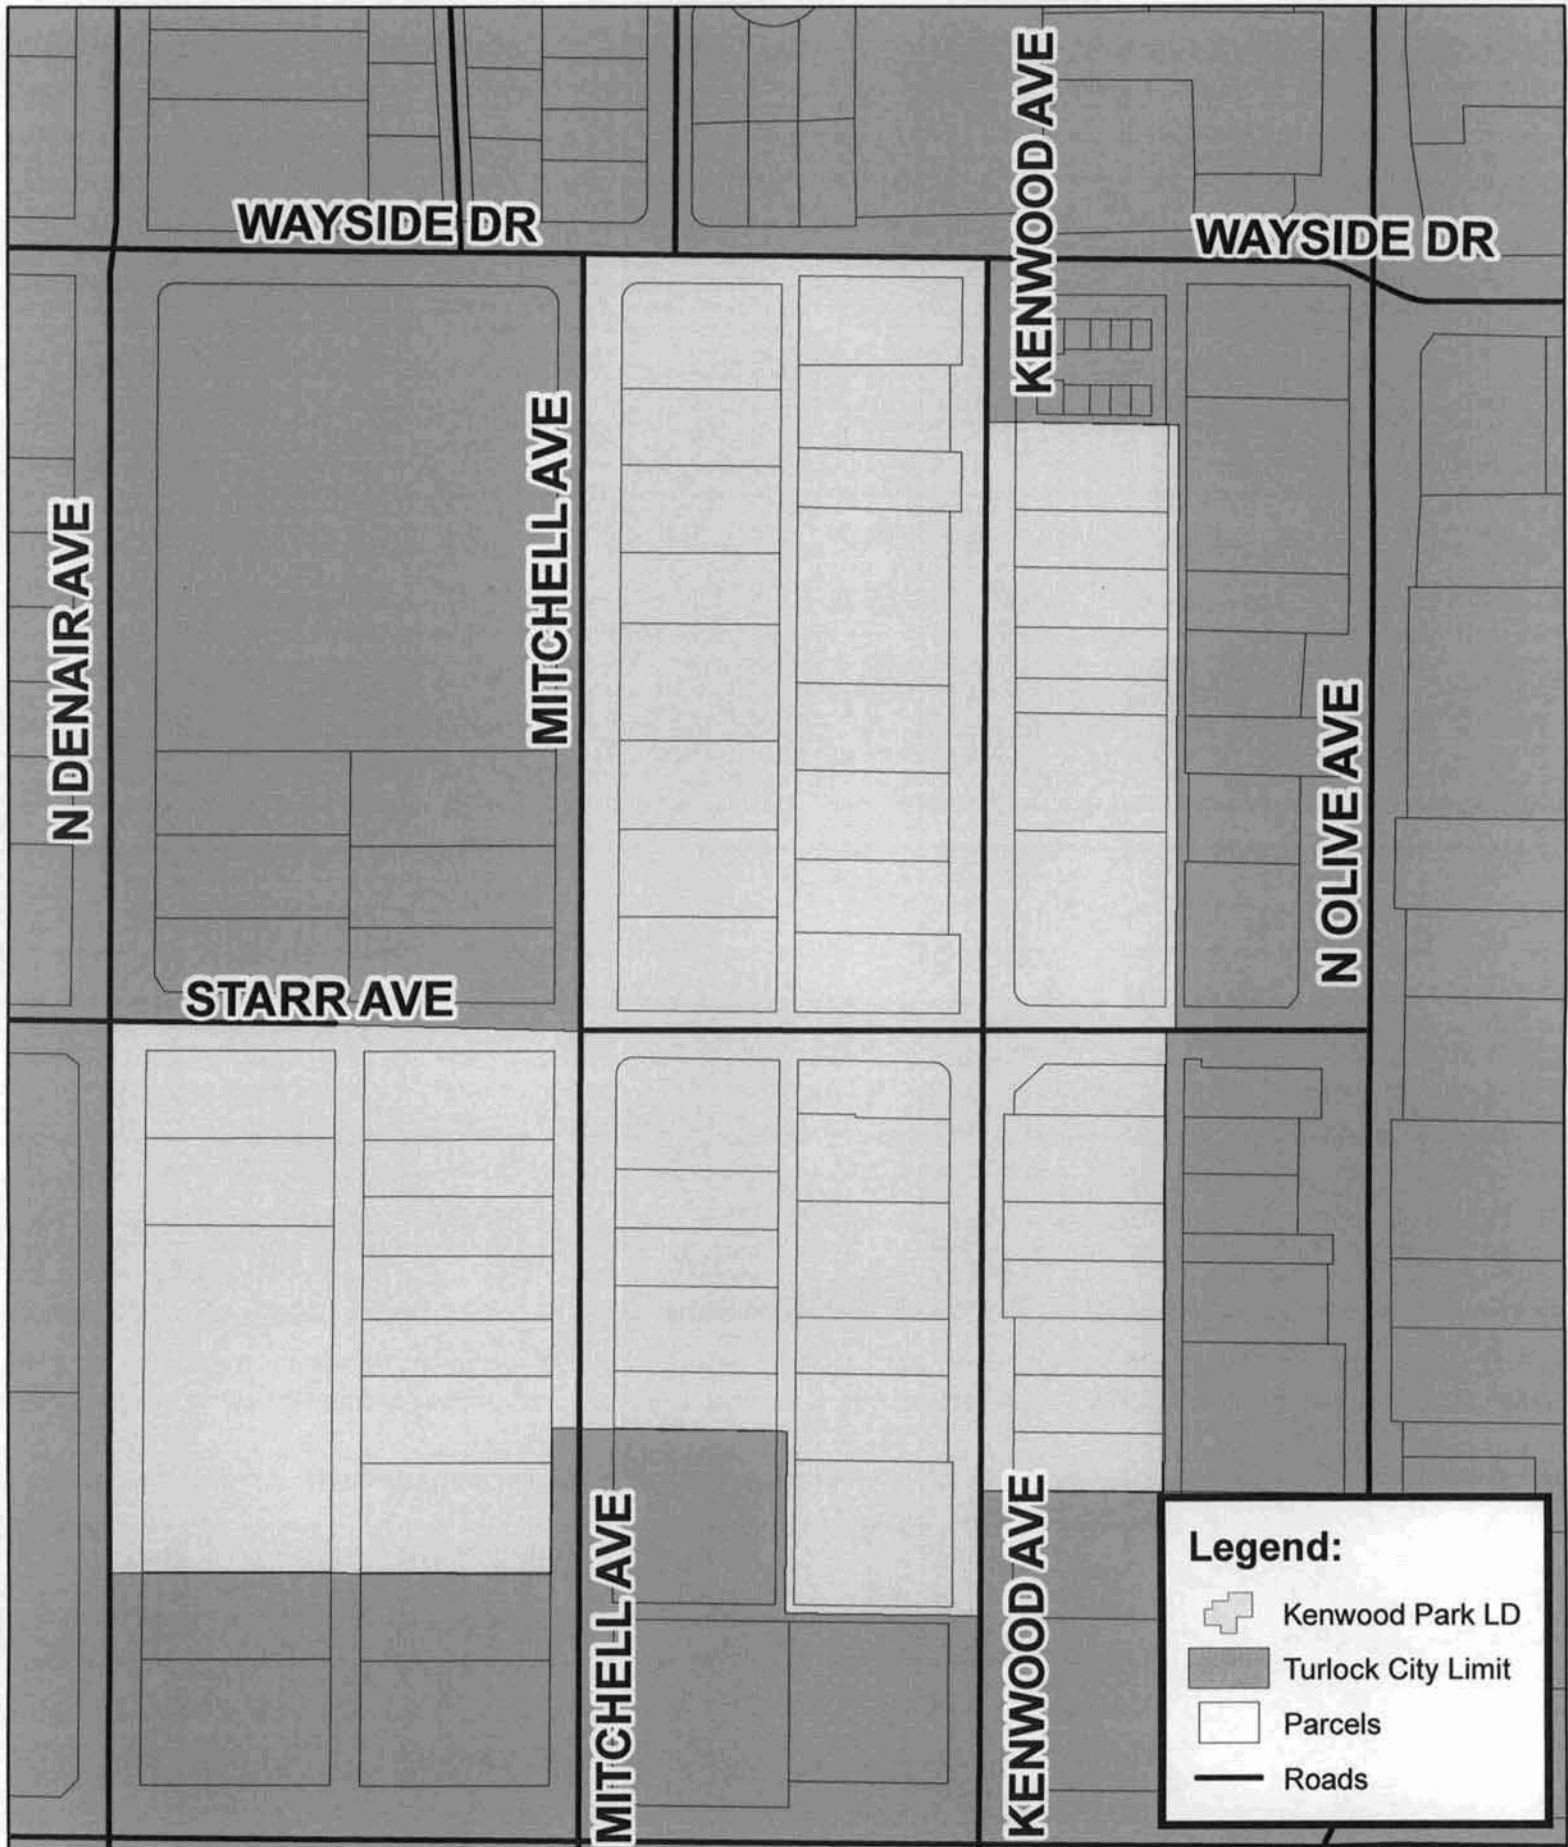 KENWOOD AVE
WAYSIDE DR
WAYSIDE DR
MITCHELL AVE
N DENAIR AVE
N OLIVE AVE
STARR AVE
MITCHELL AVE
KENWOOD AVE
Legend:
Kenwood Park LD
Turlock City Limit
Parcels
Roads